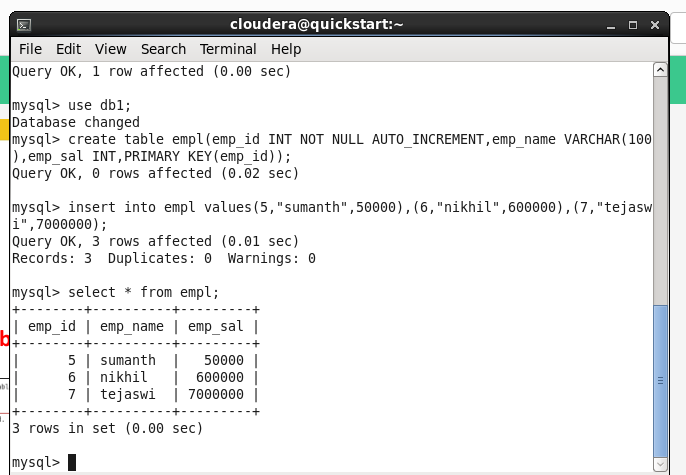 cloudera@quickstart:~
File Edit View Search Terminal Help
Query OK, 1 row affected (0.00 sec)
mysql> use db1;
Database changed
mysql> create table empl(emp_id INT NOT NULL AUTO_INCREMENT,emp_name VARCHAR(100
),emp_sal INT,PRIMARY KEY(emp_id));
Query OK, 0 rows affected (0.02 sec)
mysql> insert into empl values(5,"sumanth",50000),(6,"nikhil",600000),(7,"tejasw
i",7000000);
Query OK, 3 rows affected (0.01 sec)
Records: 3  Duplicates: 0  Warnings: 0
mysql> select * from empl;
+--------+----------+---------+
| emp_id | emp_name | emp_sal |
+--------+----------+---------+
|      5 | sumanth  |   50000 |
|      6 | nikhil   |  600000 |
|      7 | tejaswi  | 7000000 |
+--------+----------+---------+
3 rows in set (0.00 sec)
mysql>
b